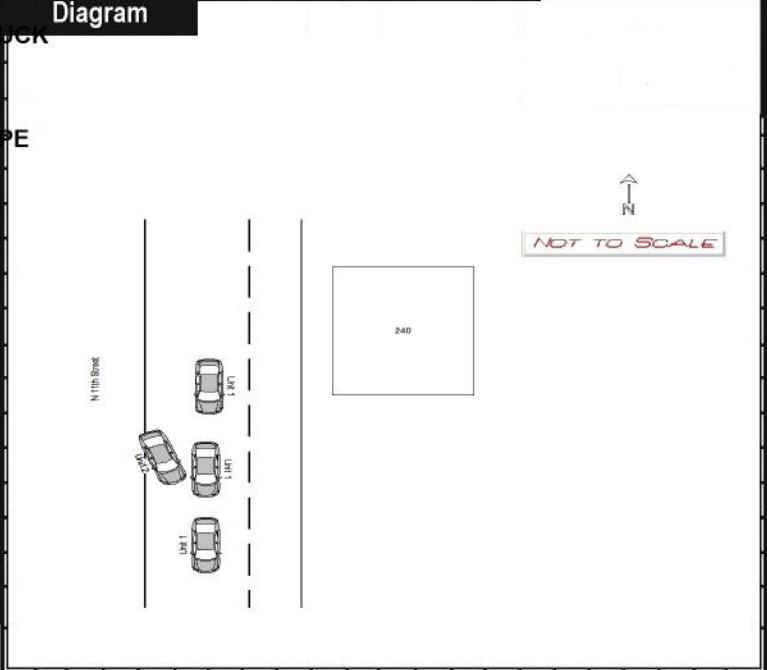 Diagram
UCK
PE
N
NOT TO SCALE
240
N 11th Street
Unit 1
Unit 2
Unit 1
Unit 1